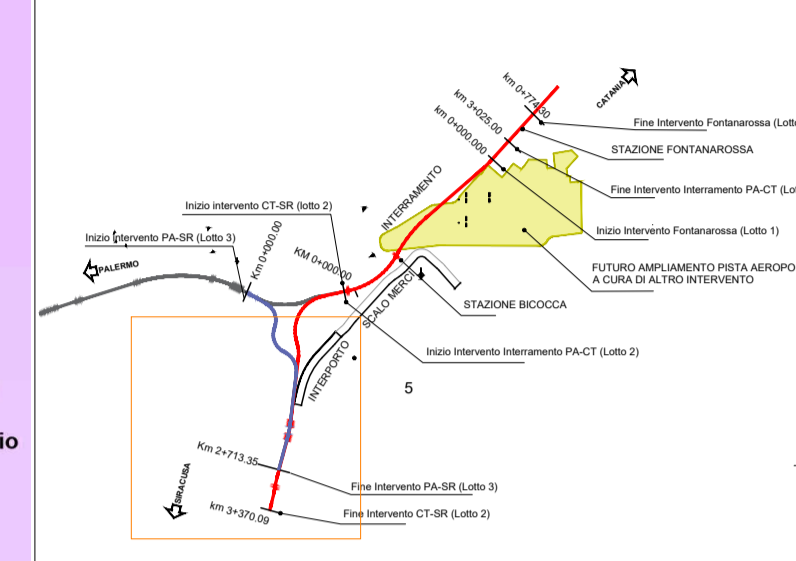 km 0+774.30
CATANIA
km 3+025.00
Fine Intervento Fontanarossa (Lotto
km 0+000.000
STAZIONE FONTANAROSSA
INTERRAMENTO
Fine Intervento Interramento PA-CT (Lo
Inizio intervento CT-SR (lotto 2)
Inizio Intervento Fontanarossa (Lotto 1)
Inizio Intervento PA-SR (Lotto 3)
Km 0+000.00
PALERMO
KM 0+000.00
FUTURO AMPLIAMENTO PISTA AEROPO
A CURA DI ALTRO INTERVENTO
SCALO MERCI
STAZIONE BICOCCA
INTERPORTO
Inizio Intervento Interramento PA-CT (Lotto 2)
5
io
Km 2+713.35
SIRACUSA
Fine Intervento PA-SR (Lotto 3)
km 3+370.09
Fine Intervento CT-SR (Lotto 2)